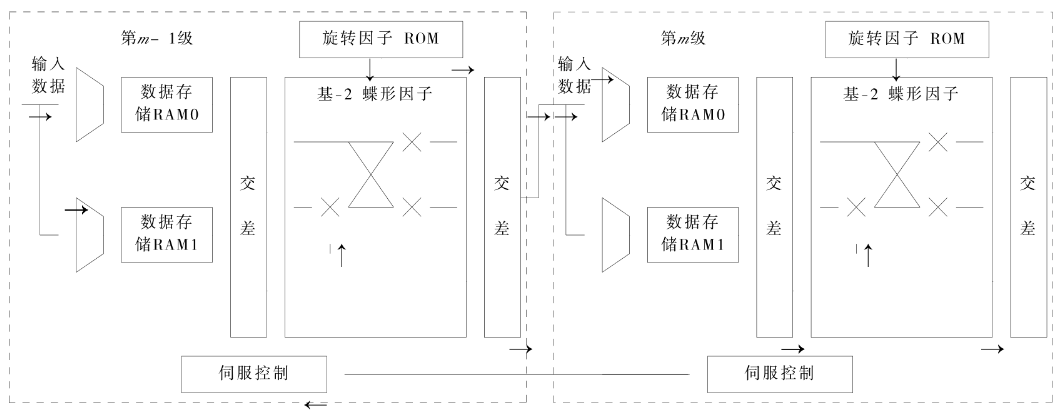 第m- 1级
旋转因子 ROM
输入
数据
数据存
储RAM0
基-2 蝶形因子
交
差
交
差
数据存
储RAM1
伺服控制
第m级
旋转因子 ROM
输入
数据
数据存
储RAM0
基-2 蝶形因子
交
差
交
差
数据存
储RAM1
伺服控制